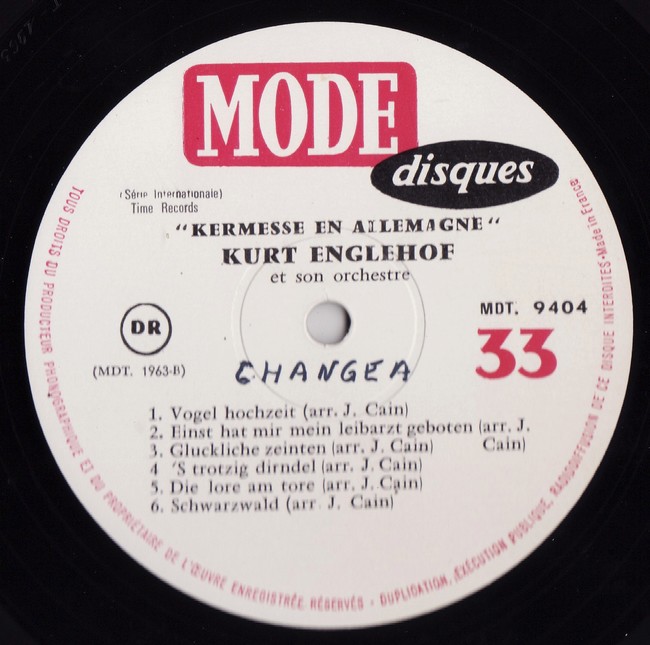 MODE
disques
(Série Internationale)
Time Records
"KERMESSE EN ALLEMAGNE"
KURT ENGLEHOF
et son orchestre
DR
(MDT. 1963-B)
MDT. 9404
33
CHANGEA
1. Vogel hochzeit (arr. J. Cain)
2. Einst hat mir mein leibarzt geboten (arr. J. Cain)
3. Gluckliche zeinten (arr. J. Cain)
4 'S trotzig dirndel (arr. J. Cain)
5. Die lore am tore (arr. J. Cain)
6. Schwarzwald (arr J. Cain)
TOUS DROITS DU PRODUCTEUR PHONOGRAPHIQUE ET DU PROPRIÉTAIRE DE L'ŒUVRE ENREGISTRÉE RÉSERVÉS - DUPLICATION, EXÉCUTION PUBLIQUE, RADIODIFFUSION DE CE DISQUE INTERDITES • Made in France